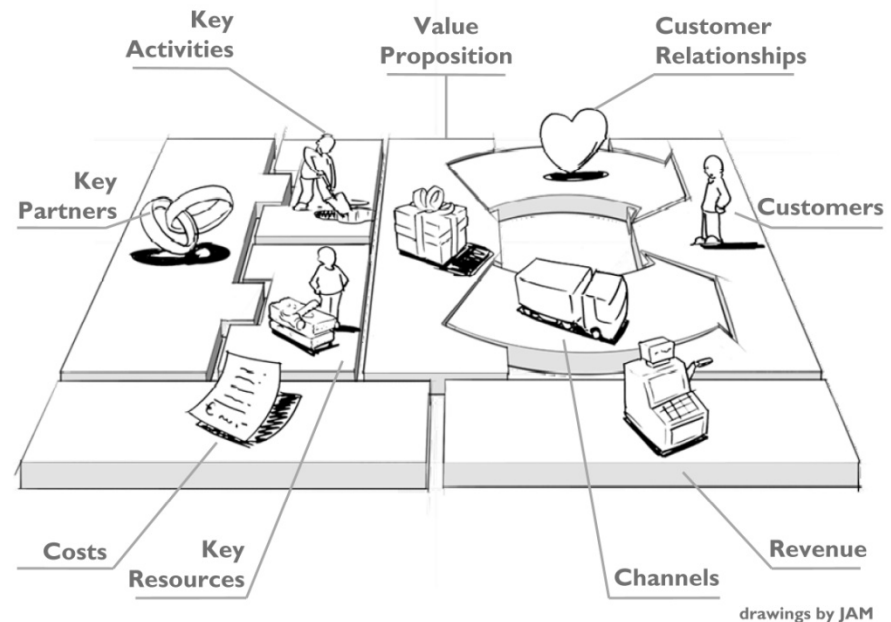 Key
Activities
Value
Proposition
Customer
Relationships
Key
Partners
Customers
Costs
Key
Resources
Channels
Revenue
drawings by JAM